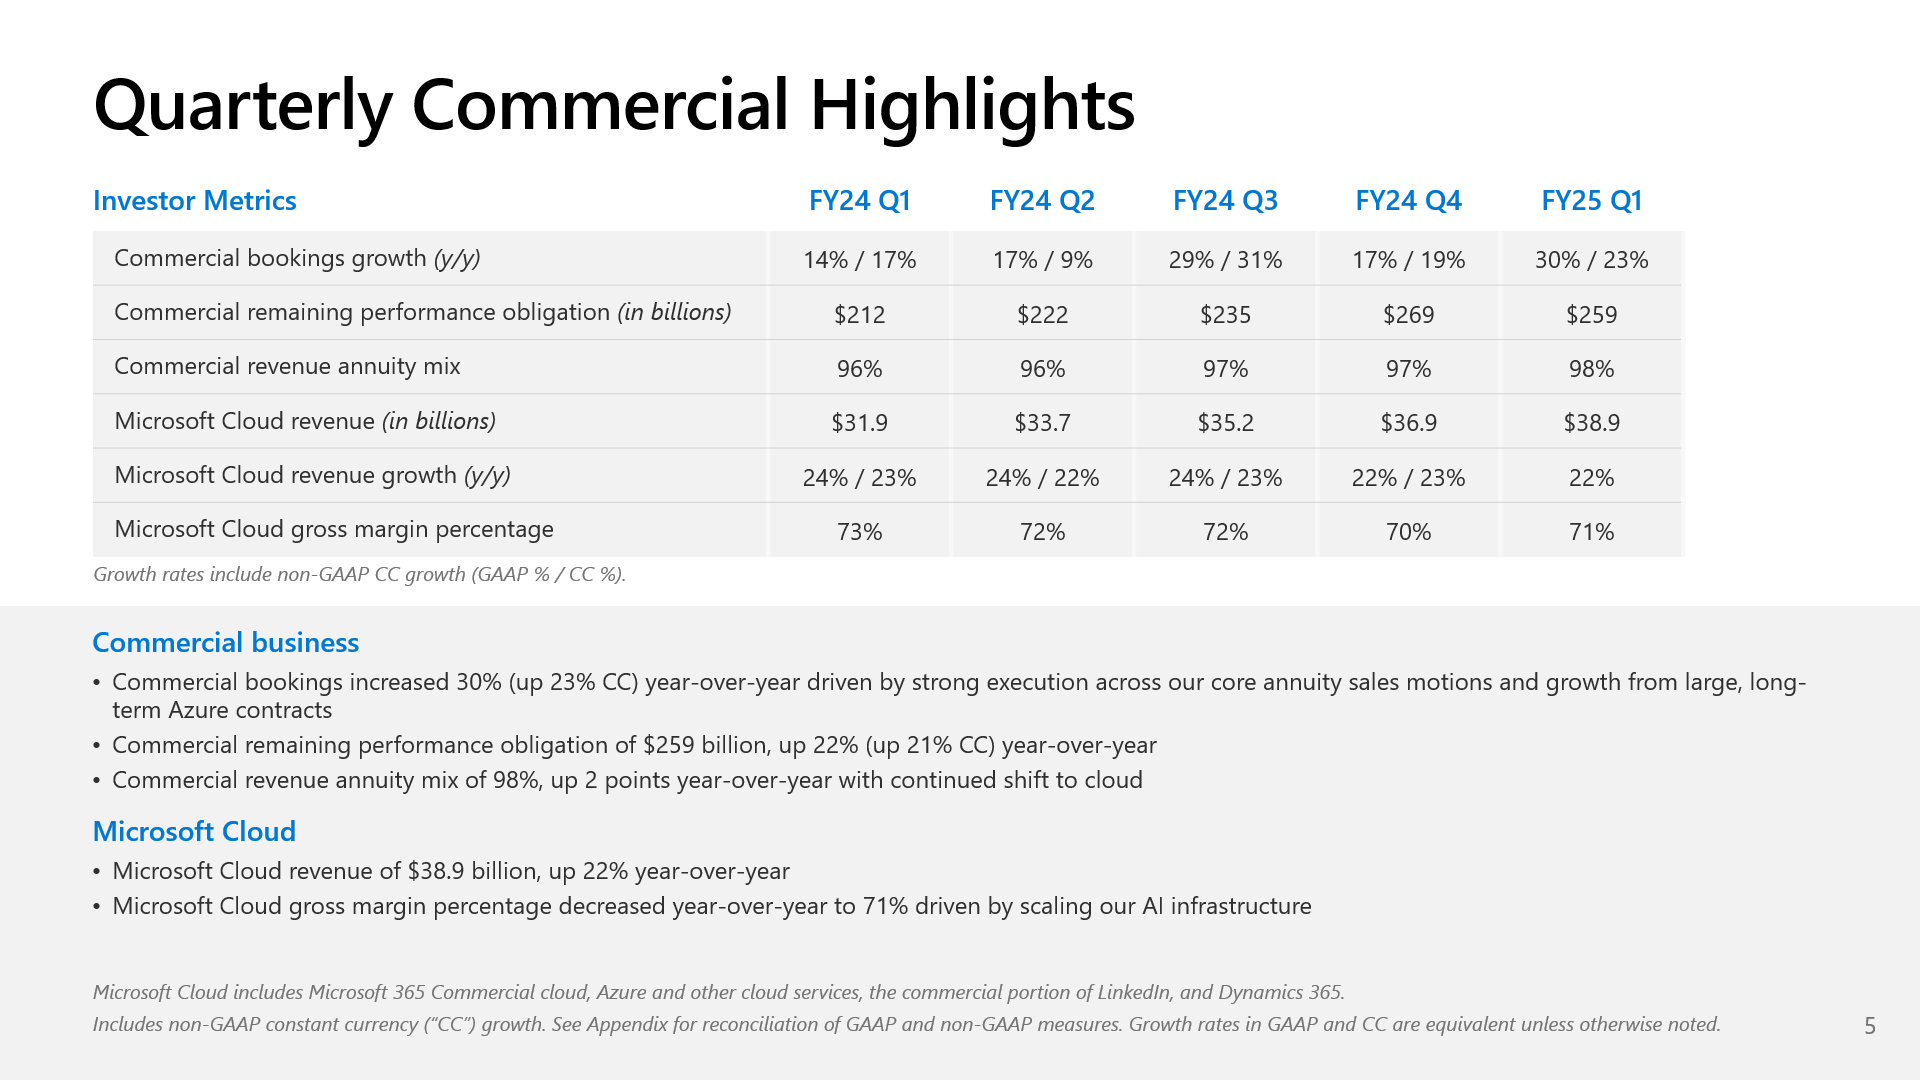 Quarterly Commercial Highlights
Investor Metrics FY24 Q1 FY24 Q2 FY24 Q3 FY24 Q4 FY25 Q1
Commercial bookings growth (y/y) 14% / 17% 17% / 9% 29% / 31% 17% / 19% 30% / 23%
Commercial remaining performance obligation (in billions) $212 $222 $235 $269 $259
Commercial revenue annuity mix 96% 96% 97% 97% 98%
Microsoft Cloud revenue (in billions) $31.9 $33.7 $35.2 $36.9 $38.9
Microsoft Cloud revenue growth (y/y) 24% / 23% 24% / 22% 24% / 23% 22% / 23% 22%
Microsoft Cloud gross margin percentage 73% 72% 72% 70% 71%
Growth rates include non-GAAP CC growth (GAAP % / CC %).
Commercial business
• Commercial bookings increased 30% (up 23% CC) year-over-year driven by strong execution across our core annuity sales motions and growth from large, long-
term Azure contracts
• Commercial remaining performance obligation of $259 billion, up 22% (up 21% CC) year-over-year
• Commercial revenue annuity mix of 98%, up 2 points year-over-year with continued shift to cloud
Microsoft Cloud
• Microsoft Cloud revenue of $38.9 billion, up 22% year-over-year
• Microsoft Cloud gross margin percentage decreased year-over-year to 71% driven by scaling our AI infrastructure
Microsoft Cloud includes Microsoft 365 Commercial cloud, Azure and other cloud services, the commercial portion of LinkedIn, and Dynamics 365.
Includes non-GAAP constant currency (“CC”) growth. See Appendix for reconciliation of GAAP and non-GAAP measures. Growth rates in GAAP and CC are equivalent unless otherwise noted.
5